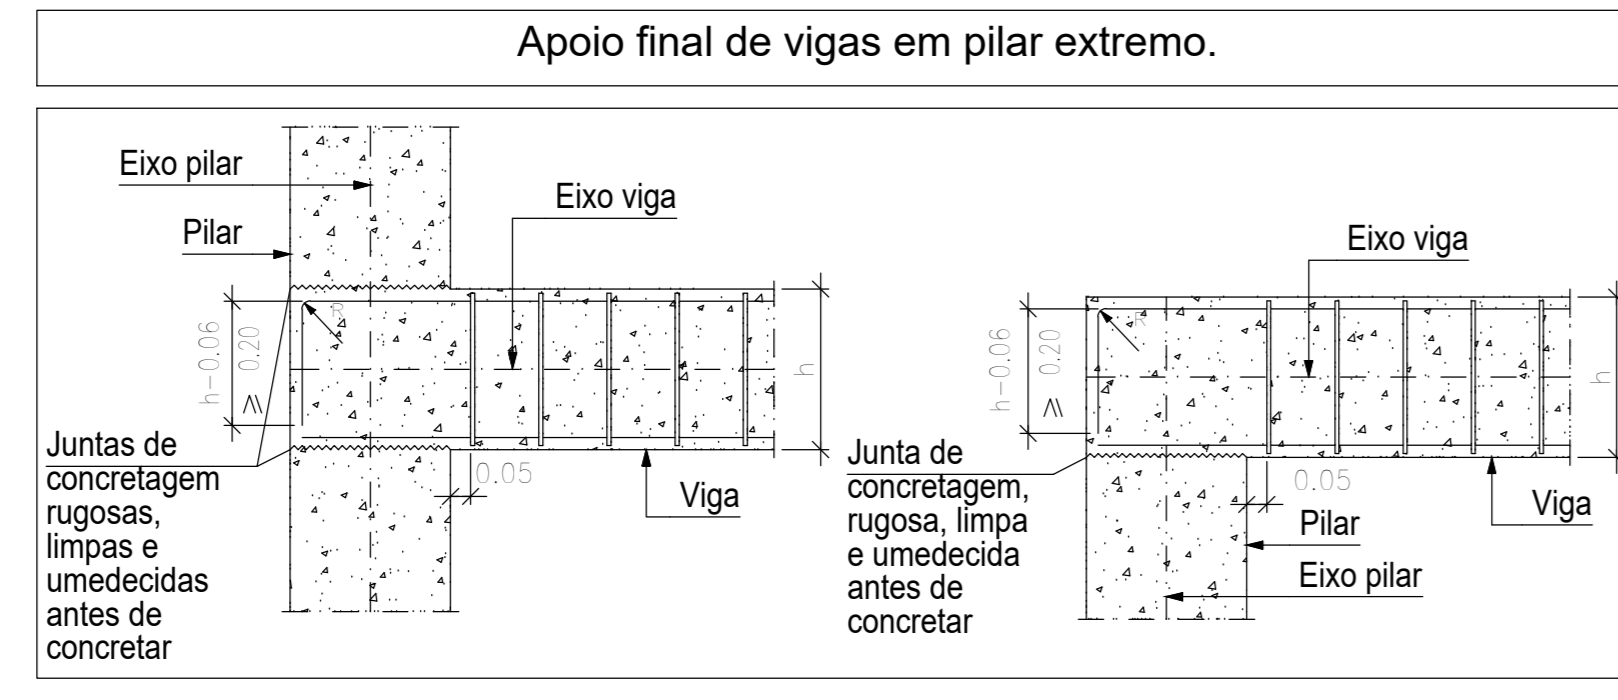 Apoio final de vigas em pilar extremo.
Eixo pilar
Pilar
Eixo viga
R
h-0.06
≥ 0.20
h
0.05
Viga
Juntas de
concretagem
rugosas,
limpas e
umedecidas
antes de
concretar
Eixo viga
R
h-0.06
≥ 0.20
h
0.05
Viga
Pilar
Eixo pilar
Junta de
concretagem,
rugosa, limpa
e umedecida
antes de
concretar